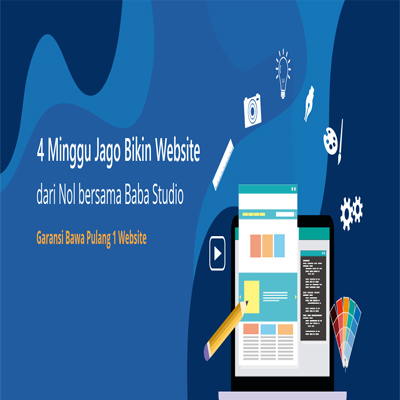 4 Minggu Jago Bikin Website
dari Nol bersama Baba Studio
Garansi Bawa Pulang 1 Website